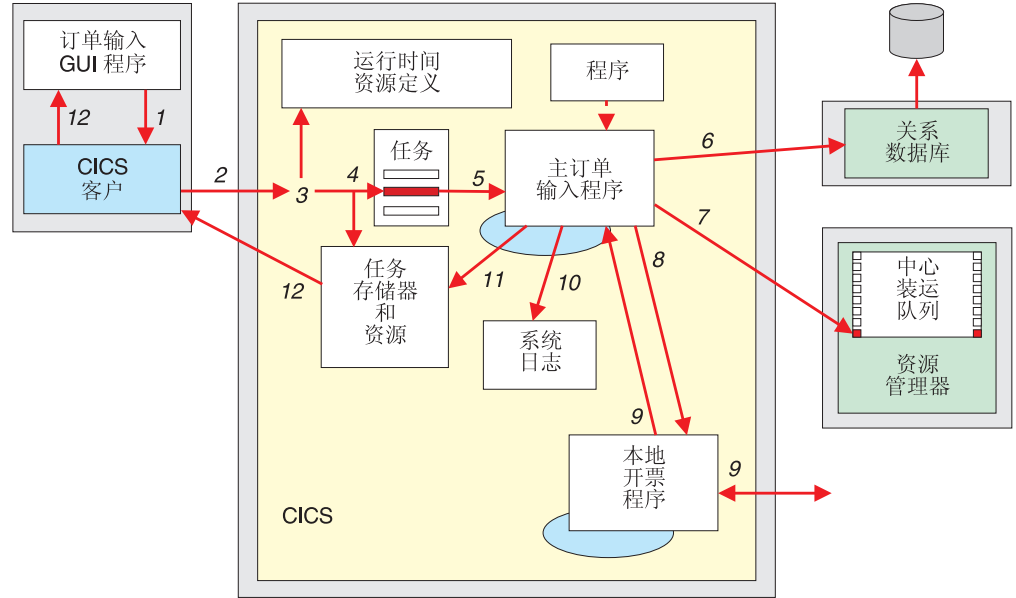 订单输入
GUI 程序
12
1
CICS
客户
2
3
运行时间
资源定义
4
任务
5
程序
主订单
输入程序
6
关系
数据库
7
中心
装运
队列
资源
管理器
8
任务
存储器
和
资源
12
11
10
系统
日志
9
本地
开票
程序
9
CICS